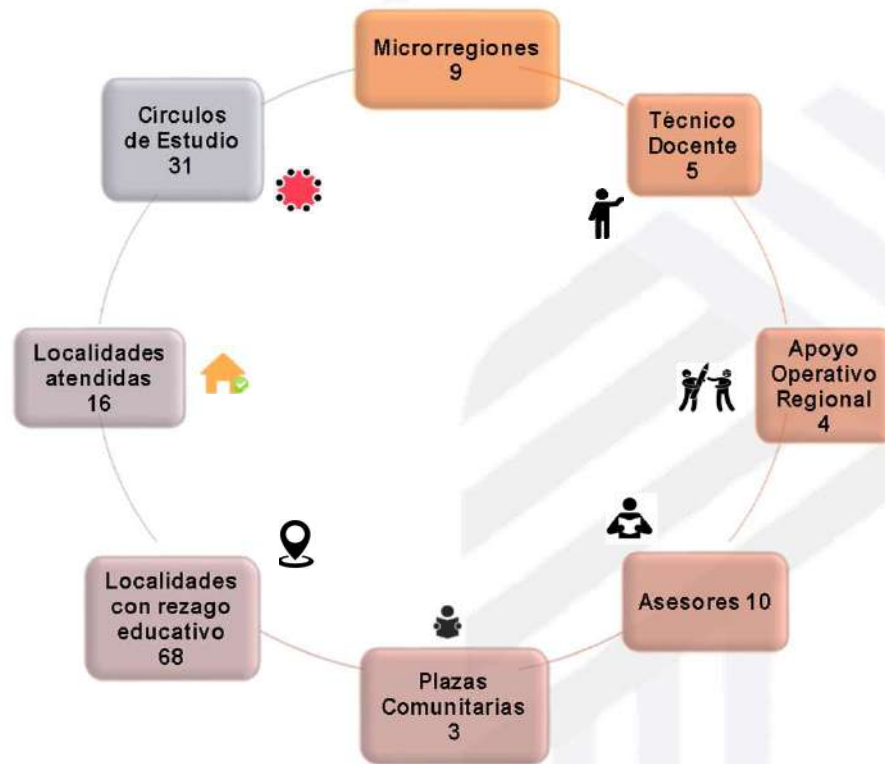 Microrregiones
9
Técnico
Docente
5
Apoyo
Operativo
Regional
4
Asesores 10
Plazas
Comunitarias
3
Localidades
con rezago
educativo
68
Localidades
atendidas
16
Círculos
de Estudio
31